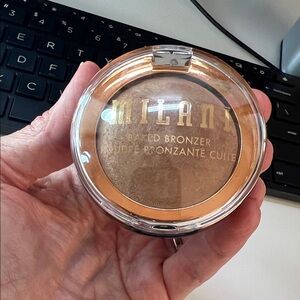 MILANI
BAKED BRONZER
POUDRE BRONZANTE CUITE